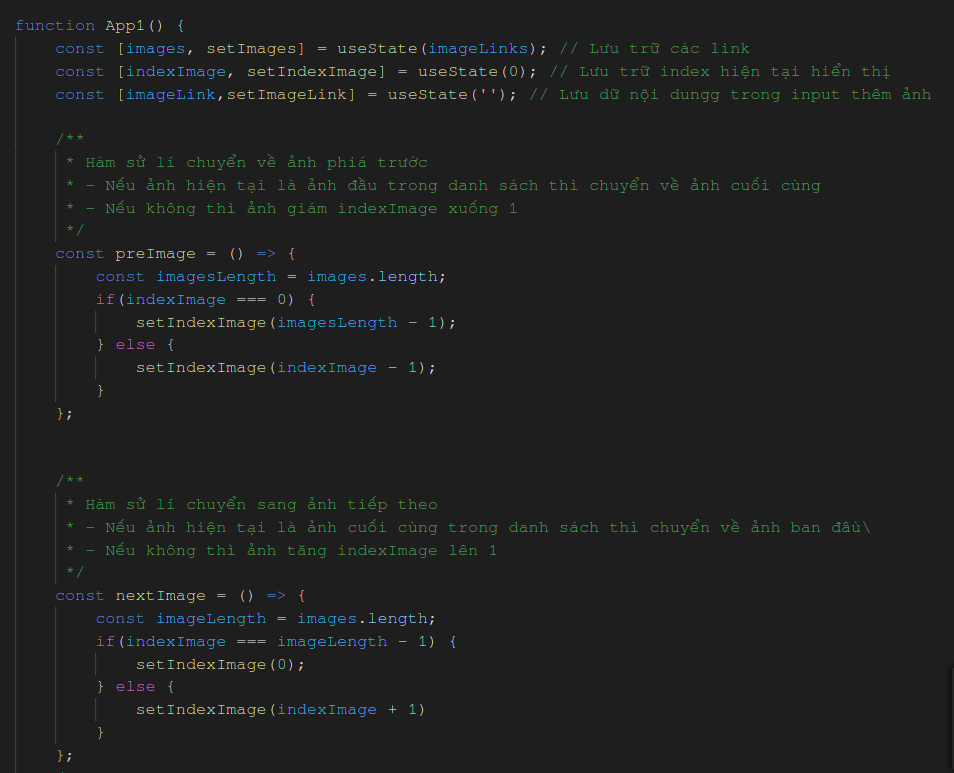 function App1() {
const [images, setImages] = useState(imageLinks); // Lưu trữ các link
const [indexImage, setIndexImage] = useState(0); // Lưu trữ index hiện tại hiển thị
const [imageLink,setImageLink] = useState(''); // Lưu dữ nội dungg trong input thêm ảnh
/**
* Hàm sử lí chuyển về ảnh phiá trước
* - Nếu ảnh hiện tại là ảnh đầu trong danh sách thì chuyển về ảnh cuối cùng
* - Nếu không thì ảnh giám indexImage xuống 1
*/
const preImage = () => {
const imagesLength = images.length;
if(indexImage === 0) {
setIndexImage(imagesLength - 1);
} else {
setIndexImage(indexImage - 1);
}
};
/**
* Hàm sử lí chuyển sang ảnh tiếp theo
* - Nếu ảnh hiện tại là ảnh cuối cùng trong danh sách thì chuyển về ảnh ban đâù\
* - Nếu không thì ảnh tăng indexImage lên 1
*/
const nextImage = () => {
const imageLength = images.length;
if(indexImage === imageLength - 1) {
setIndexImage(0);
} else {
setIndexImage(indexImage + 1)
}
};